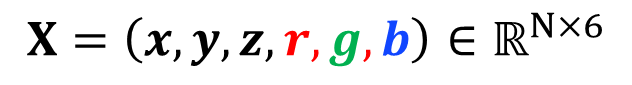 X = (x, y, z, r, g, b) ∈ ℝ^{N×6}